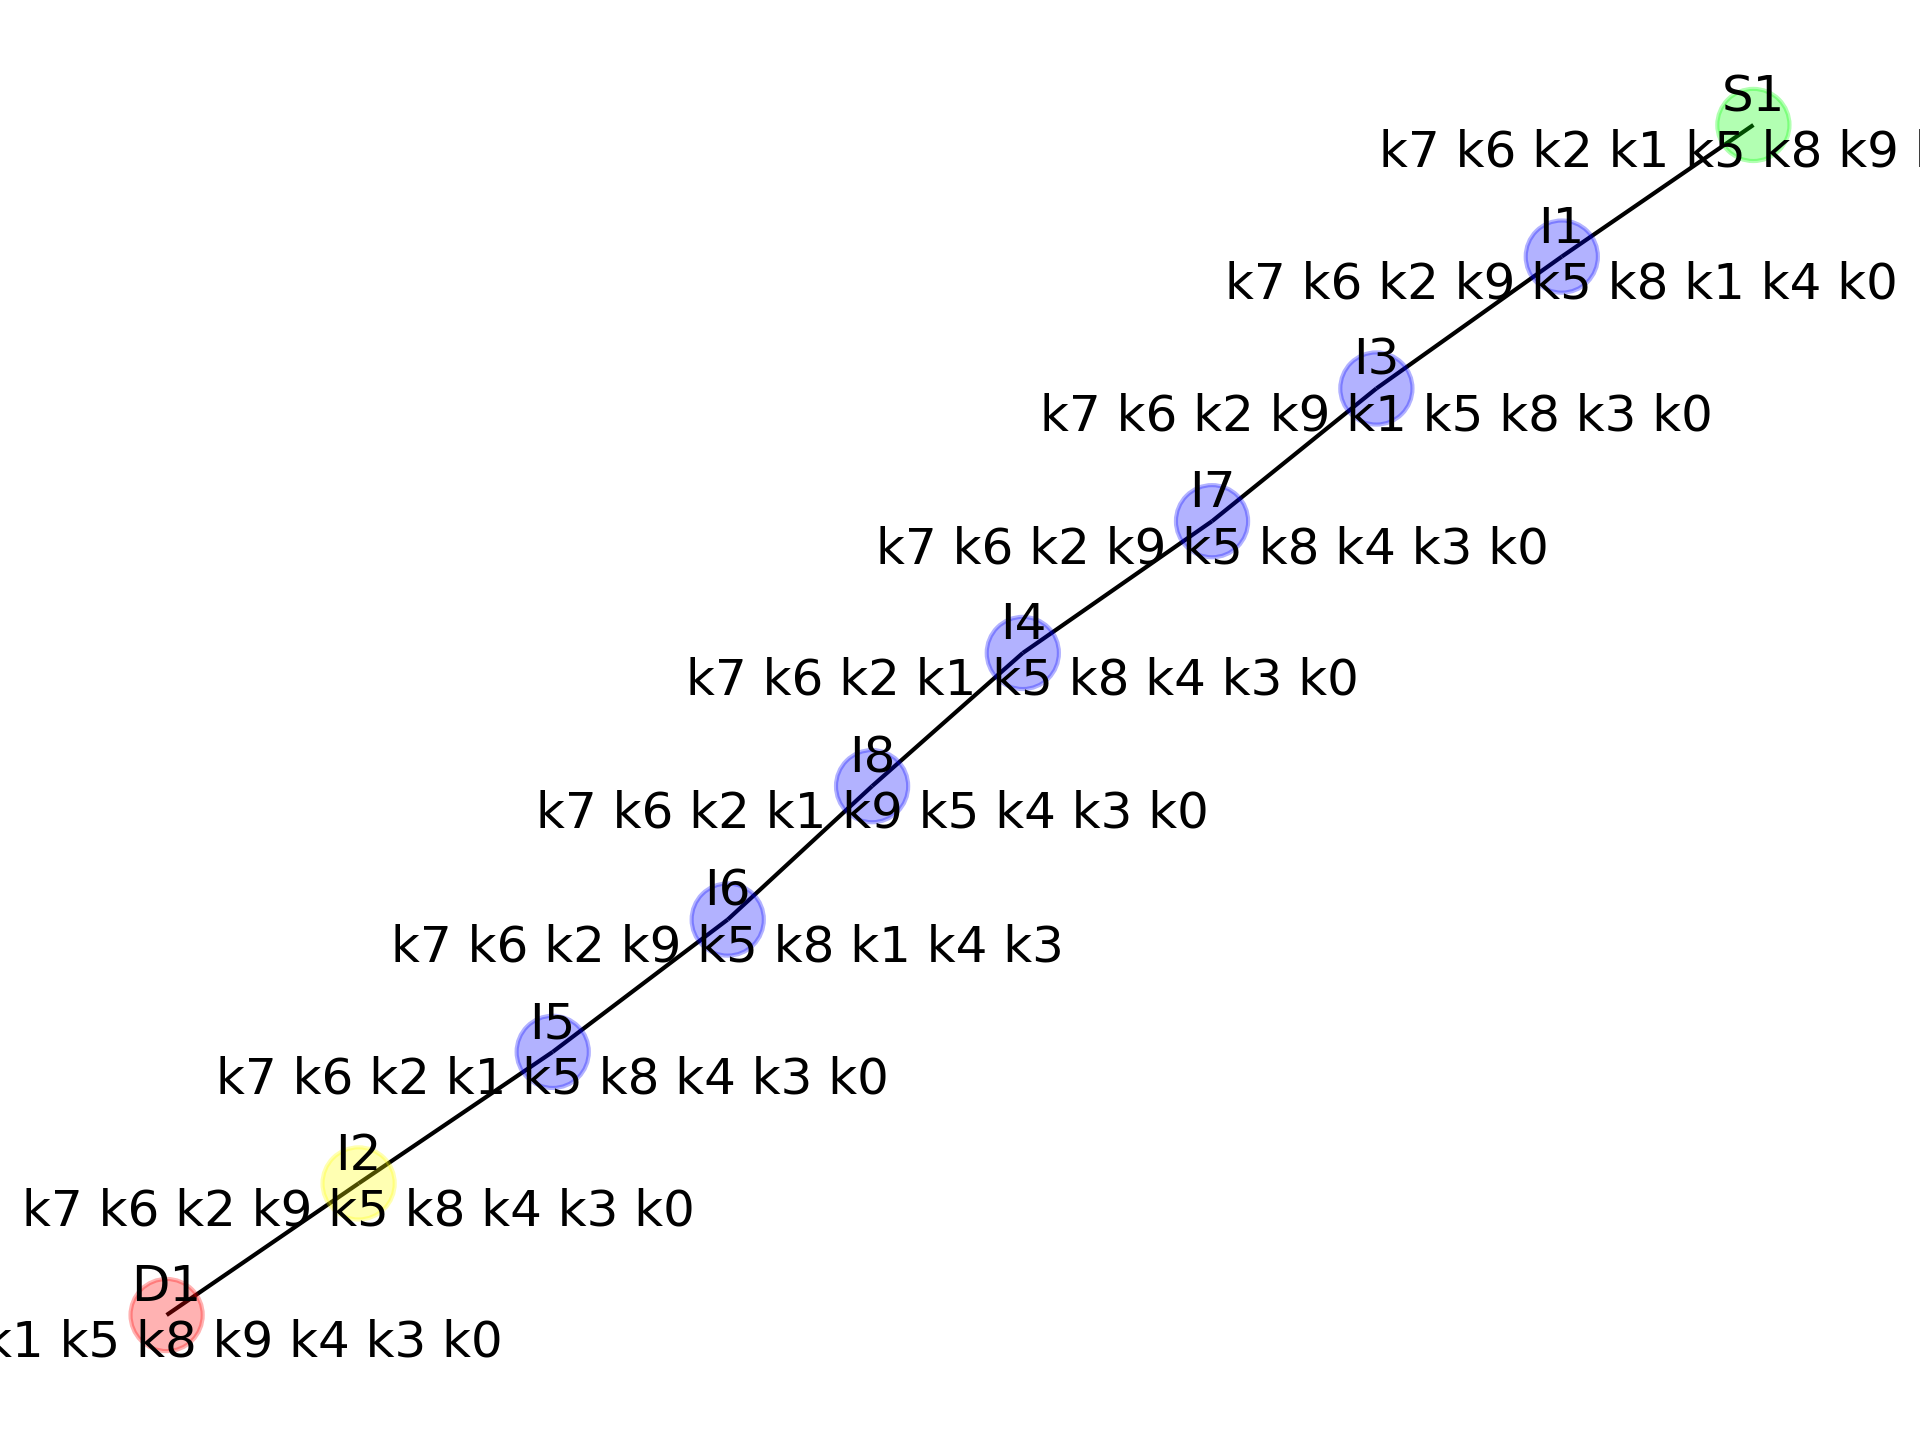 S1
k7 k6 k2 k1 k5 k8 k9
I1
k7 k6 k2 k9 k5 k8 k1 k4 k0
I3
k7 k6 k2 k9 k1 k5 k8 k3 k0
I7
k7 k6 k2 k9 k5 k8 k4 k3 k0
I4
k7 k6 k2 k1 k5 k8 k4 k3 k0
I8
k7 k6 k2 k1 k9 k5 k4 k3 k0
I6
k7 k6 k2 k9 k5 k8 k1 k4 k3
I5
k7 k6 k2 k1 k5 k8 k4 k3 k0
I2
k7 k6 k2 k9 k5 k8 k4 k3 k0
D1
k1 k5 k8 k9 k4 k3 k0